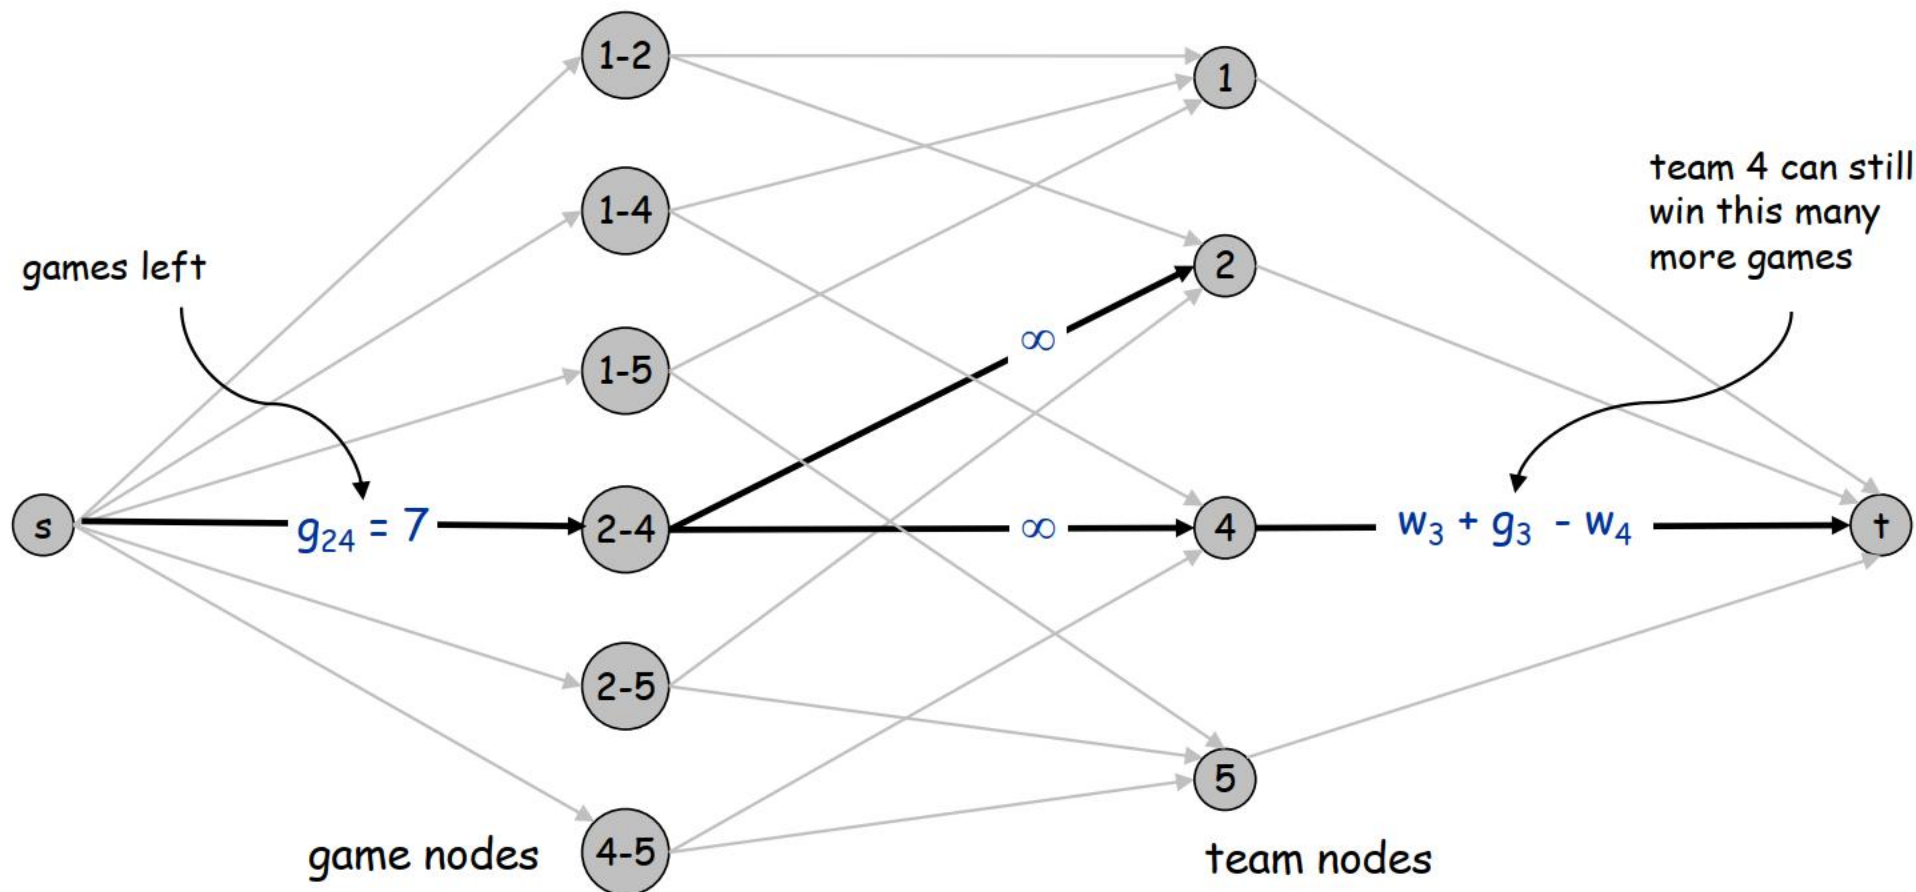 1-2
1
1-4
team 4 can still
win this many
more games
games left
2
∞
1-5
s
g₂₄ = 7
2-4
∞
4
w₃ + g₃ - w₄
t
2-5
5
4-5
game nodes
team nodes